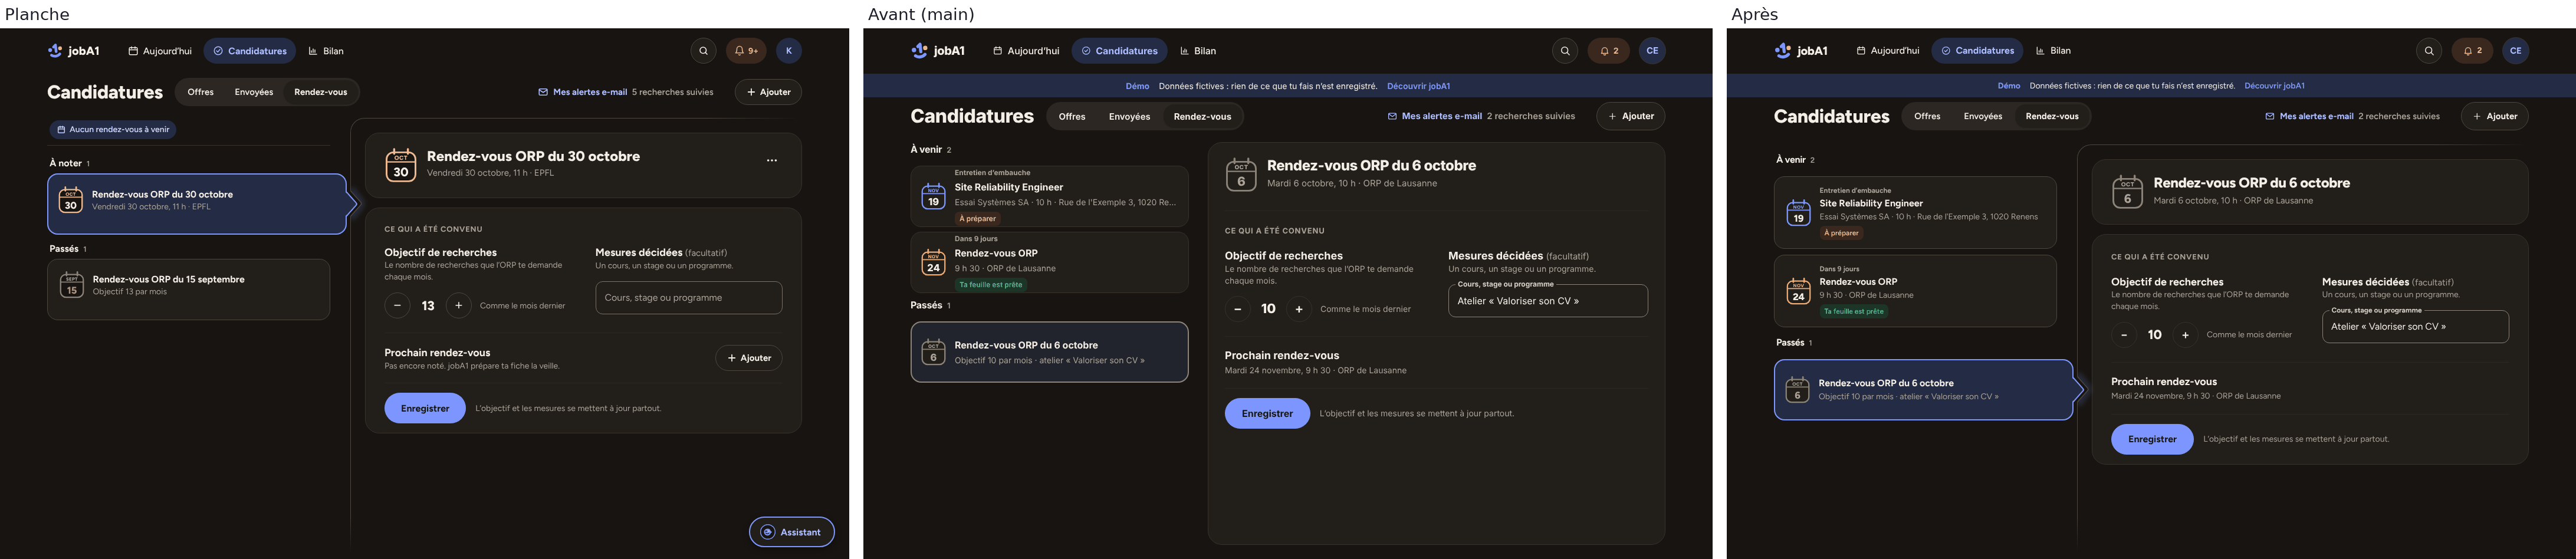 Planche
jobA1 Aujourd'hui Candidatures Bilan 9+ K
Candidatures Offres Envoyées Rendez-vous Mes alertes e-mail 5 recherches suivies + Ajouter
Aucun rendez-vous à venir
À noter 1
OCT 30
Rendez-vous ORP du 30 octobre
Vendredi 30 octobre, 11 h · EPFL
Passés 1
SEPT 15
Rendez-vous ORP du 15 septembre
Objectif 13 par mois
OCT 30
Rendez-vous ORP du 30 octobre
Vendredi 30 octobre, 11 h · EPFL
CE QUI A ÉTÉ CONVENU
Objectif de recherches
Le nombre de recherches que l'ORP te demande
chaque mois.
− 13 + Comme le mois dernier
Mesures décidées (facultatif)
Un cours, un stage ou un programme.
Cours, stage ou programme
Prochain rendez-vous
Pas encore noté. jobA1 prépare ta fiche la veille.
+ Ajouter
Enregistrer L'objectif et les mesures se mettent à jour partout.
Assistant
Avant (main)
jobA1 Aujourd'hui Candidatures Bilan 2 CE
Démo Données fictives : rien de ce que tu fais n'est enregistré. Découvrir jobA1
Candidatures Offres Envoyées Rendez-vous Mes alertes e-mail 2 recherches suivies + Ajouter
À venir 2
NOV 19
Entretien d'embauche
Site Reliability Engineer
Essai Systèmes SA · 10 h · Rue de l'Exemple 3, 1020 Re...
À préparer
NOV 24
Dans 9 jours
Rendez-vous ORP
9 h 30 · ORP de Lausanne
Ta feuille est prête
Passés 1
OCT 6
Rendez-vous ORP du 6 octobre
Objectif 10 par mois · atelier « Valoriser son CV »
OCT 6
Rendez-vous ORP du 6 octobre
Mardi 6 octobre, 10 h · ORP de Lausanne
CE QUI A ÉTÉ CONVENU
Objectif de recherches
Le nombre de recherches que l'ORP te demande
chaque mois.
− 10 + Comme le mois dernier
Mesures décidées (facultatif)
Un cours, un stage ou un programme.
Cours, stage ou programme
Atelier « Valoriser son CV »
Prochain rendez-vous
Mardi 24 novembre, 9 h 30 · ORP de Lausanne
Enregistrer L'objectif et les mesures se mettent à jour partout.
Après
jobA1 Aujourd'hui Candidatures Bilan 2 CE
Démo Données fictives : rien de ce que tu fais n'est enregistré. Découvrir jobA1
Candidatures Offres Envoyées Rendez-vous Mes alertes e-mail 2 recherches suivies + Ajouter
À venir 2
NOV 19
Entretien d'embauche
Site Reliability Engineer
Essai Systèmes SA · 10 h · Rue de l'Exemple 3, 1020 Renens
À préparer
NOV 24
Dans 9 jours
Rendez-vous ORP
9 h 30 · ORP de Lausanne
Ta feuille est prête
Passés 1
OCT 6
Rendez-vous ORP du 6 octobre
Objectif 10 par mois · atelier « Valoriser son CV »
OCT 6
Rendez-vous ORP du 6 octobre
Mardi 6 octobre, 10 h · ORP de Lausanne
CE QUI A ÉTÉ CONVENU
Objectif de recherches
Le nombre de recherches que l'ORP te demande
chaque mois.
− 10 + Comme le mois dernier
Mesures décidées (facultatif)
Un cours, un stage ou un programme.
Cours, stage ou programme
Atelier « Valoriser son CV »
Prochain rendez-vous
Mardi 24 novembre, 9 h 30 · ORP de Lausanne
Enregistrer L'objectif et les mesures se mettent à jour partout.